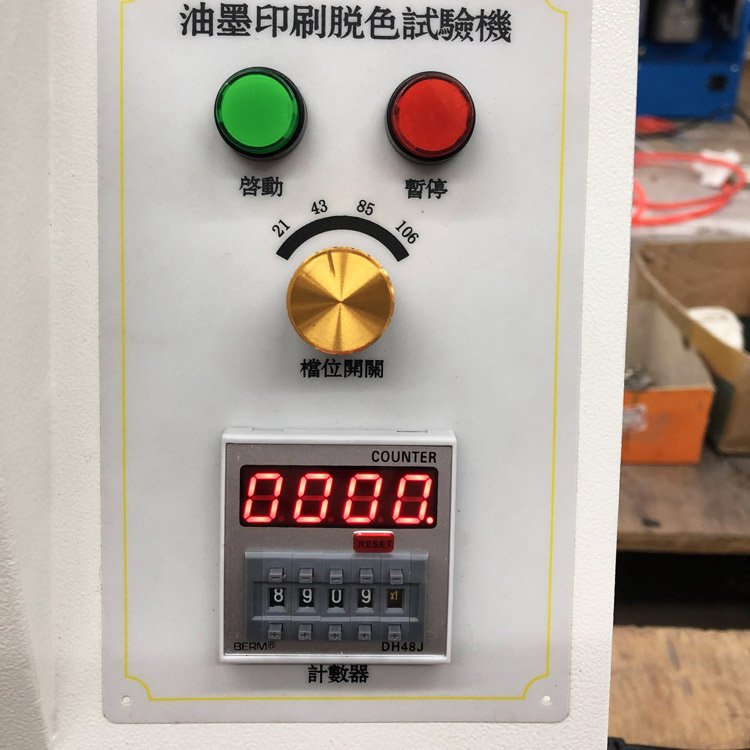 油墨印刷脱色試驗機
啓動
暫停
21 43 85 106
檔位開關
COUNTER
0000.
RESET
8 9 0 9 x1
BERM® DH48J
計數器